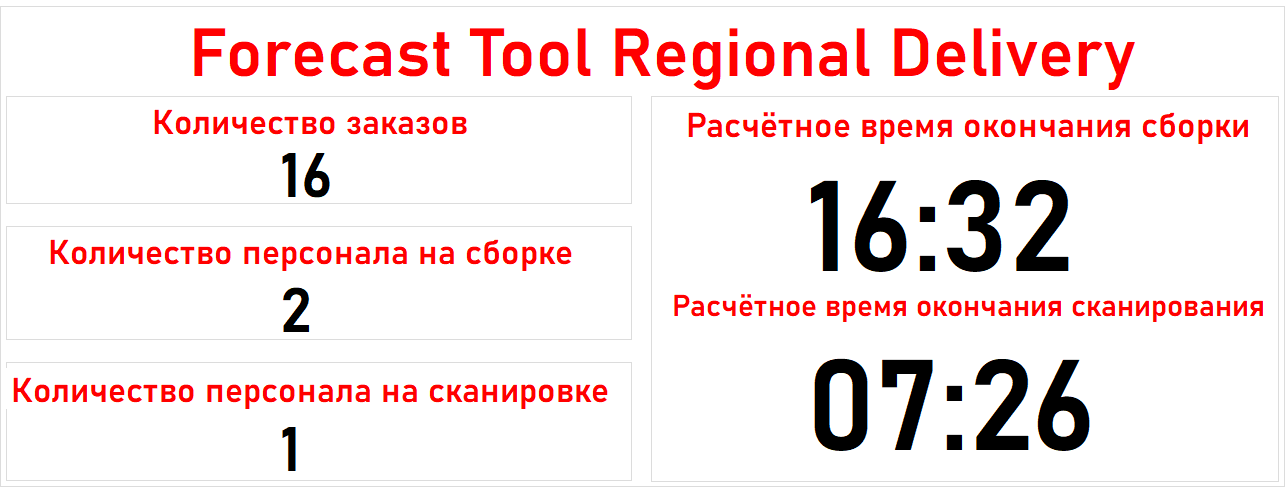 Forecast Tool Regional Delivery
Количество заказов
16
Количество персонала на сборке
2
Количество персонала на сканировке
1
Расчётное время окончания сборки
16:32
Расчётное время окончания сканирования
07:26